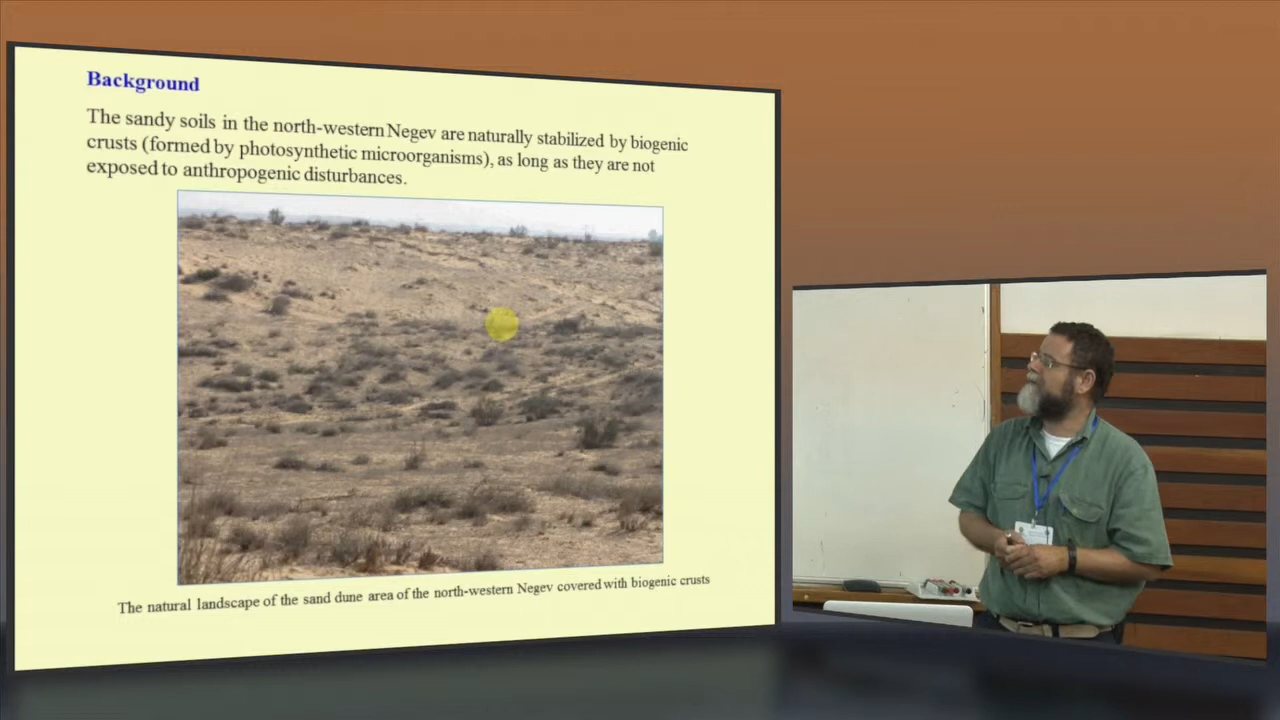 Background
The sandy soils in the north-western Negev are naturally stabilized by biogenic
crusts (formed by photosynthetic microorganisms), as long as they are not
exposed to anthropogenic disturbances.
The natural landscape of the sand dune area of the north-western Negev covered with biogenic crusts